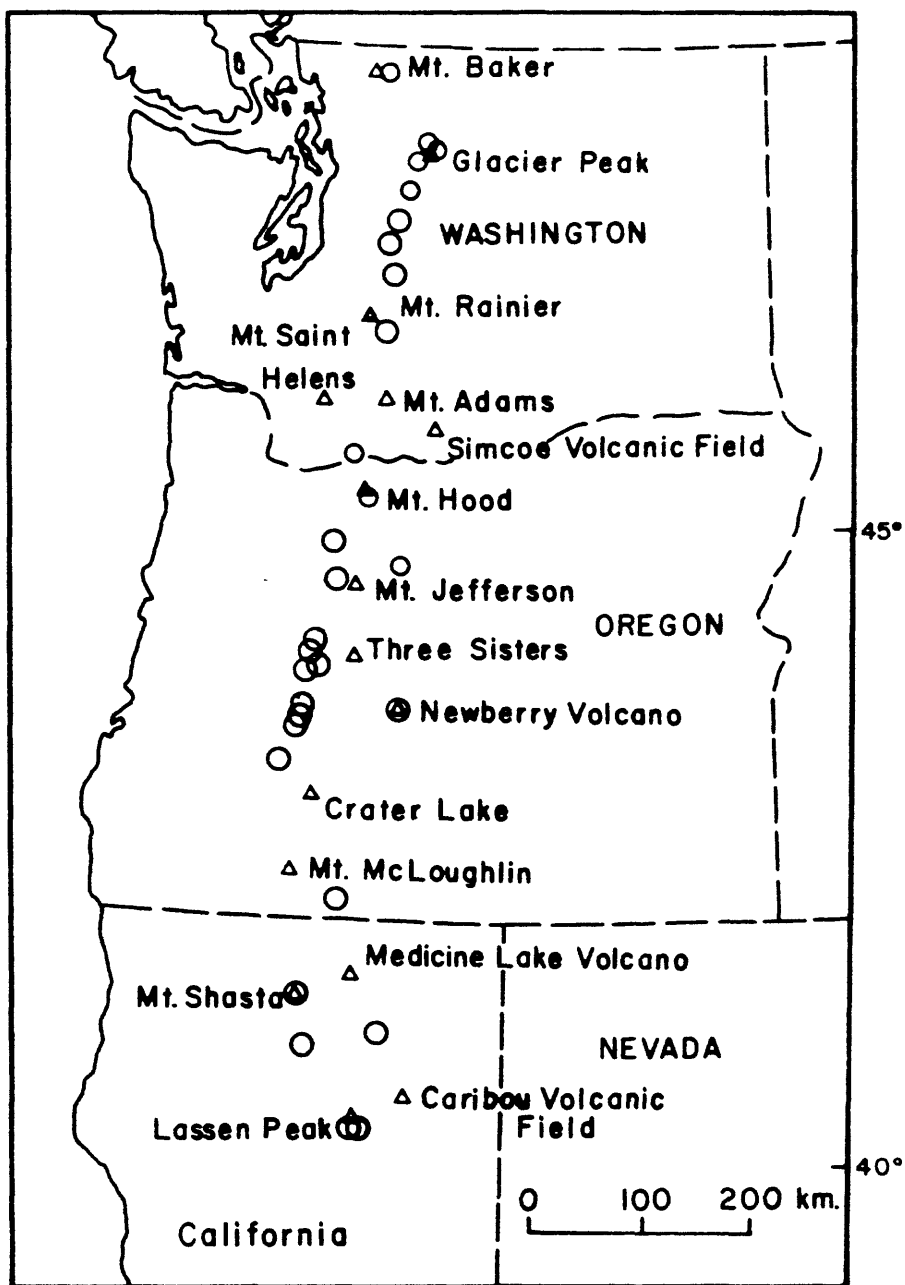 Mt. Baker
Glacier Peak
WASHINGTON
Mt. Rainier
Mt. Saint
Helens
Mt. Adams
Simcoe Volcanic Field
Mt. Hood
45°
Mt. Jefferson
OREGON
Three Sisters
Newberry Volcano
Crater Lake
Mt. McLoughlin
Medicine Lake Volcano
Mt. Shasta
NEVADA
Caribou Volcanic
Field
Lassen Peak
40°
0 100 200 km.
California